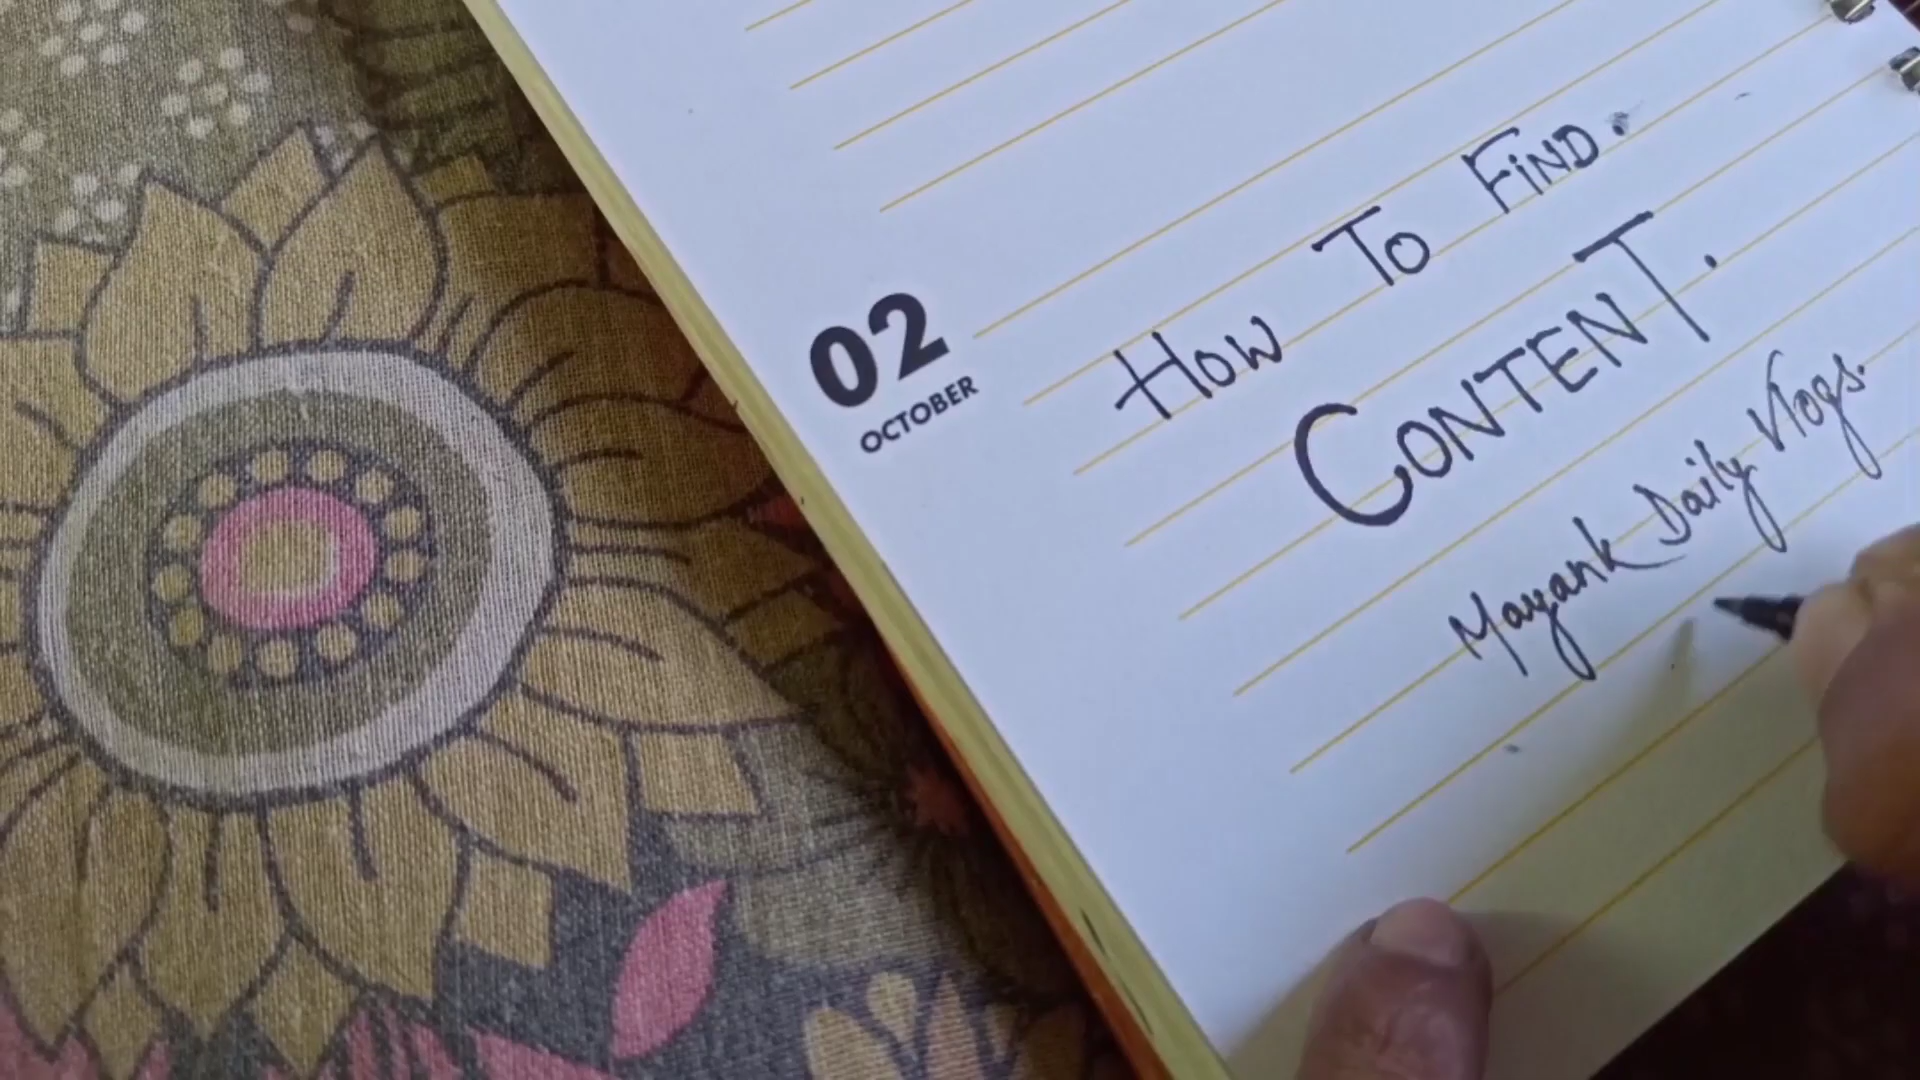 02
OCTOBER
How To FiND.
CONTENT.
Mayank Daily Vlogs.